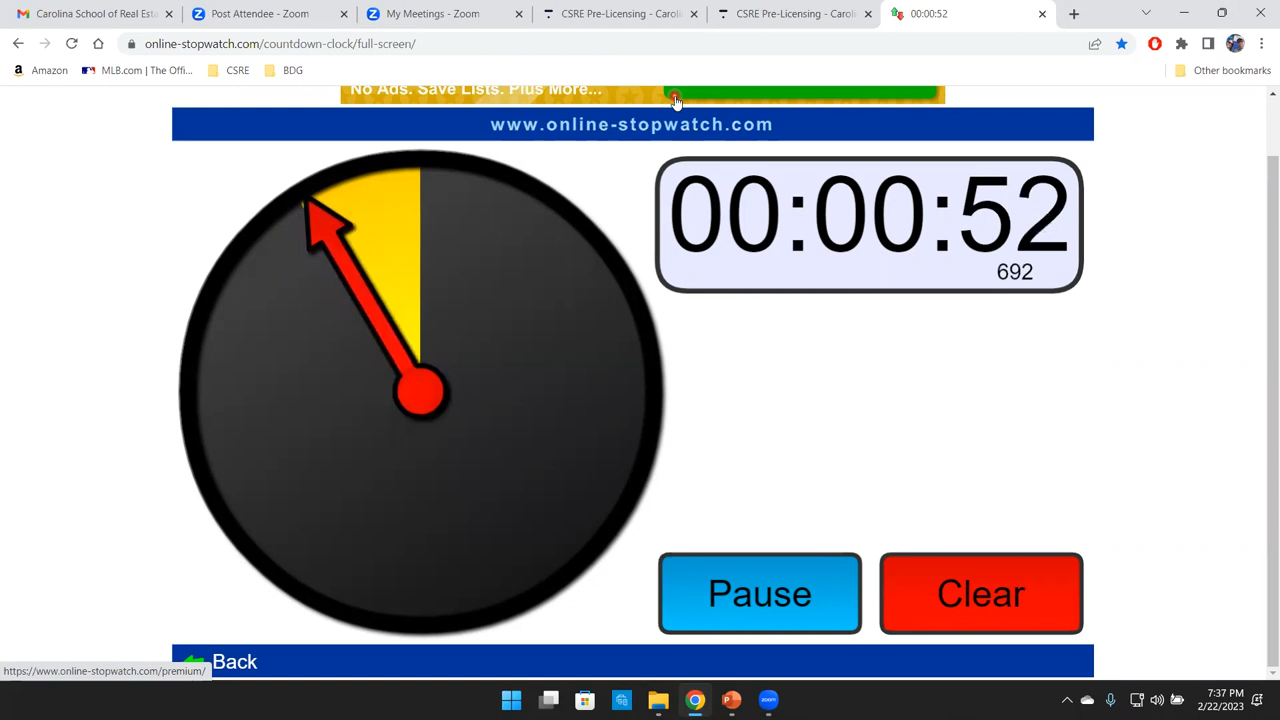 Carolina School of Real Esta
Post Attendee - Zoom
My Meetings - Zoom
CSRE Pre-Licensing - Caroli
CSRE Pre-Licensing - Caroli
00:00:52
online-stopwatch.com/countdown-clock/full-screen/
Amazon
MLB.com | The Offi...
CSRE
BDG
Other bookmarks
No Ads. Save Lists. Plus More...
www.online-stopwatch.com
00:00:52
692
Pause
Clear
Back
https://www.online-stopwatch.com/premium/
zoom
7:37 PM
2/22/2023